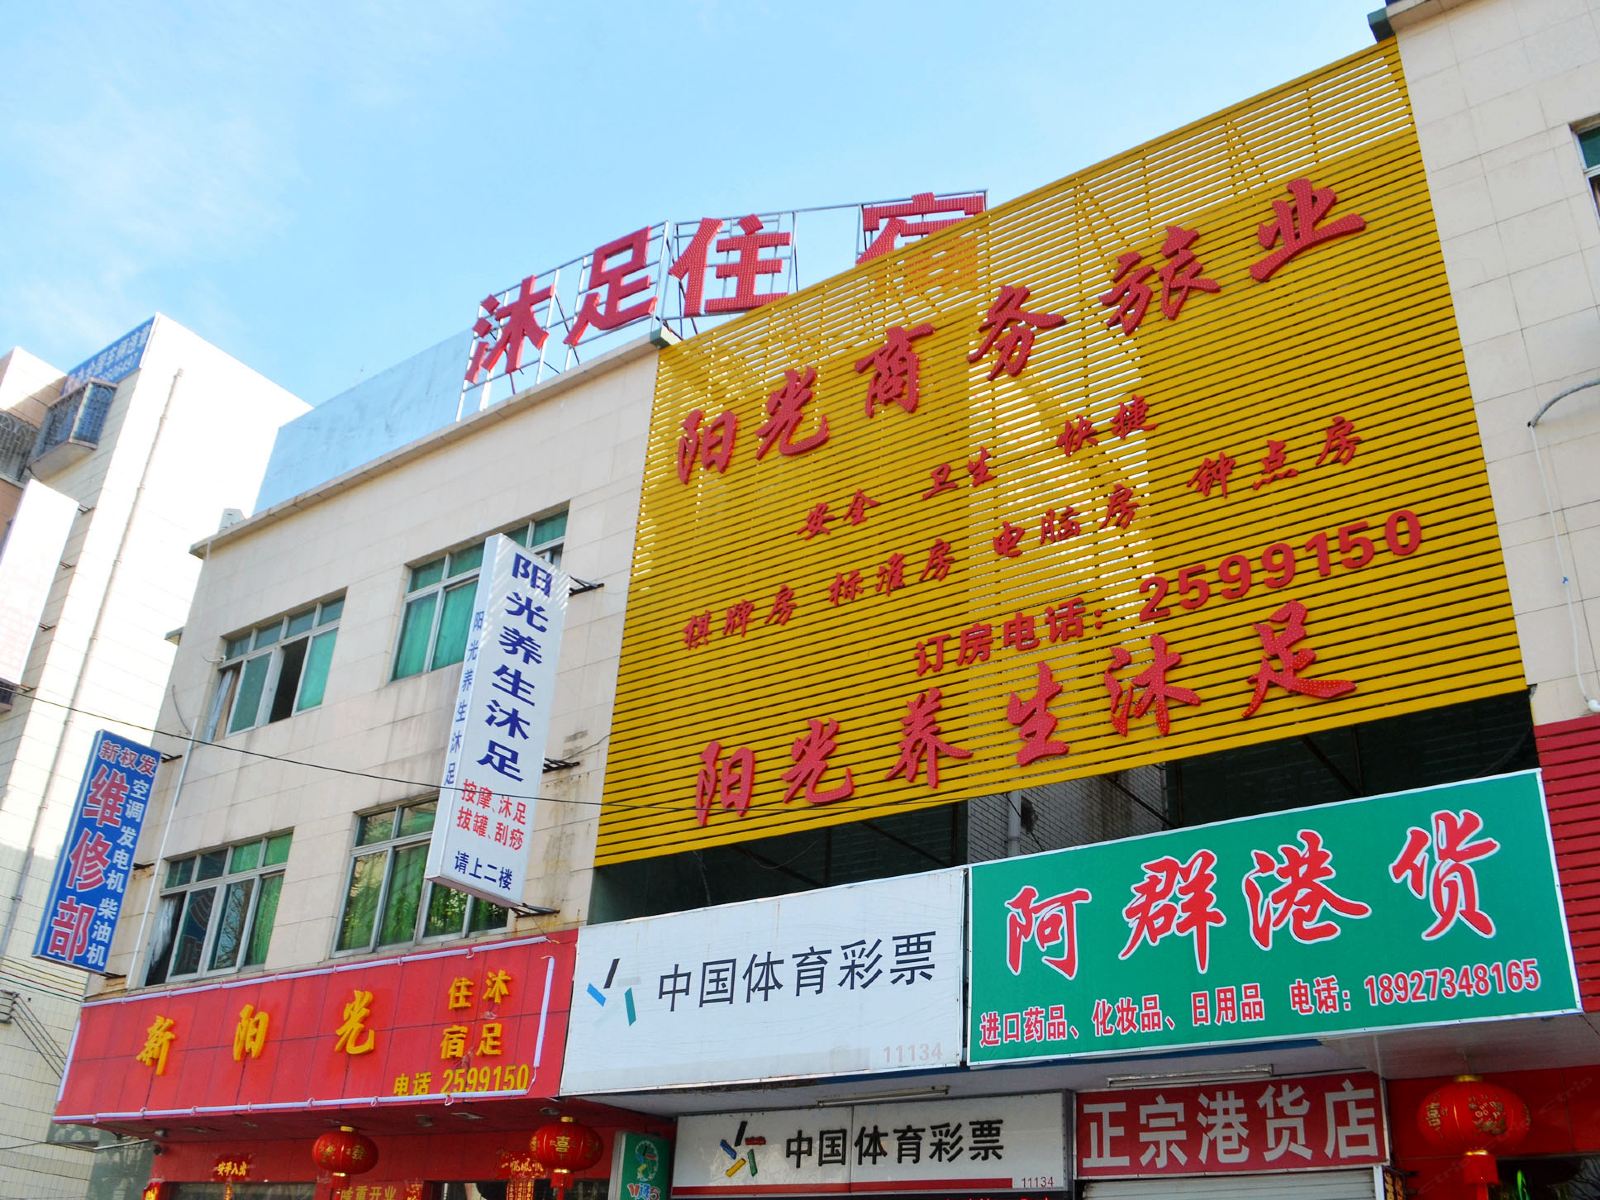 沐足住宿
阳光商务旅业
安全 卫生 快捷
棋牌房 标准房 电脑房 钟点房
订房电话：2599150
阳光养生沐足
阳光养生沐足
按摩、沐足
拔罐、刮痧
请上二楼
阳光养生沐足
新权发
维修部
空调 发电机 柴油机
新阳光
住宿
沐足
电话 2599150
中国体育彩票
11134
阿群港货
进口药品、化妆品、日用品 电话：18927348165
中国体育彩票
11134
正宗港货店